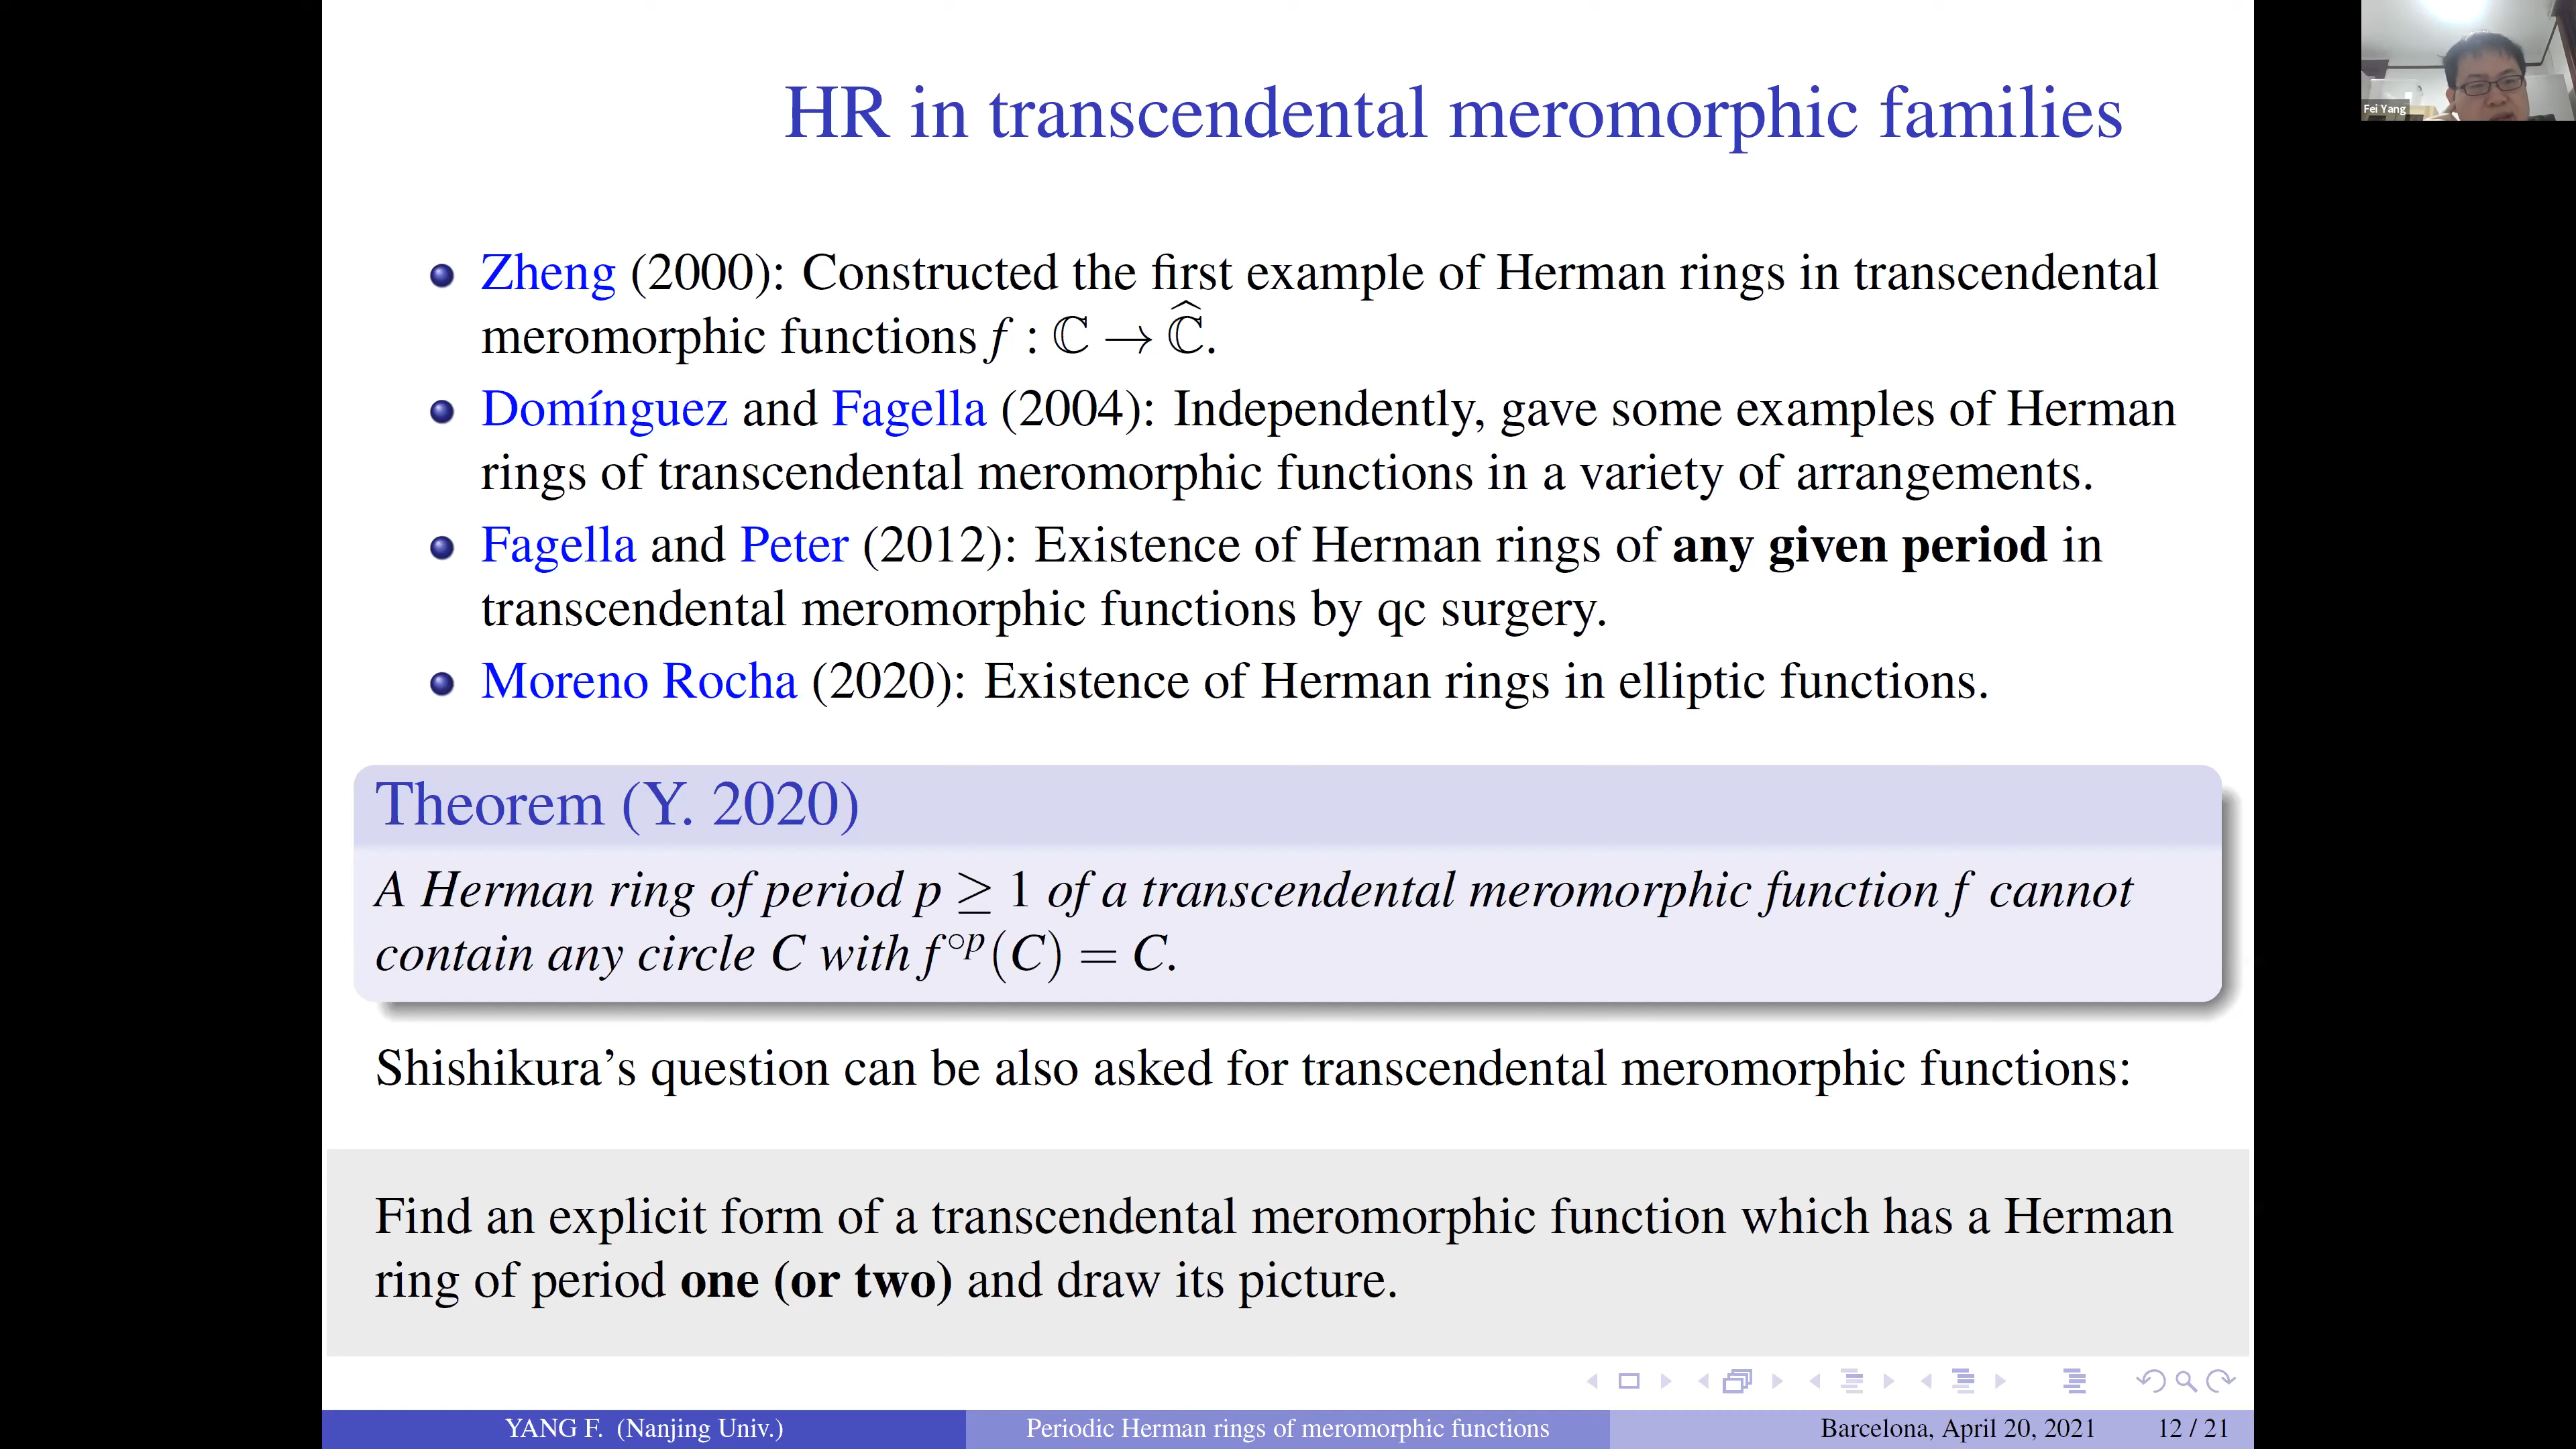 HR in transcendental meromorphic families
Fei Yang
Zheng (2000): Constructed the first example of Herman rings in transcendental
meromorphic functions f : ℂ → ℂ̂.
Domínguez and Fagella (2004): Independently, gave some examples of Herman
rings of transcendental meromorphic functions in a variety of arrangements.
Fagella and Peter (2012): Existence of Herman rings of any given period in
transcendental meromorphic functions by qc surgery.
Moreno Rocha (2020): Existence of Herman rings in elliptic functions.
Theorem (Y. 2020)
A Herman ring of period p ≥ 1 of a transcendental meromorphic function f cannot
contain any circle C with f^{∘p}(C) = C.
Shishikura's question can be also asked for transcendental meromorphic functions:
Find an explicit form of a transcendental meromorphic function which has a Herman
ring of period one (or two) and draw its picture.
YANG F. (Nanjing Univ.) Periodic Herman rings of meromorphic functions Barcelona, April 20, 2021 12 / 21